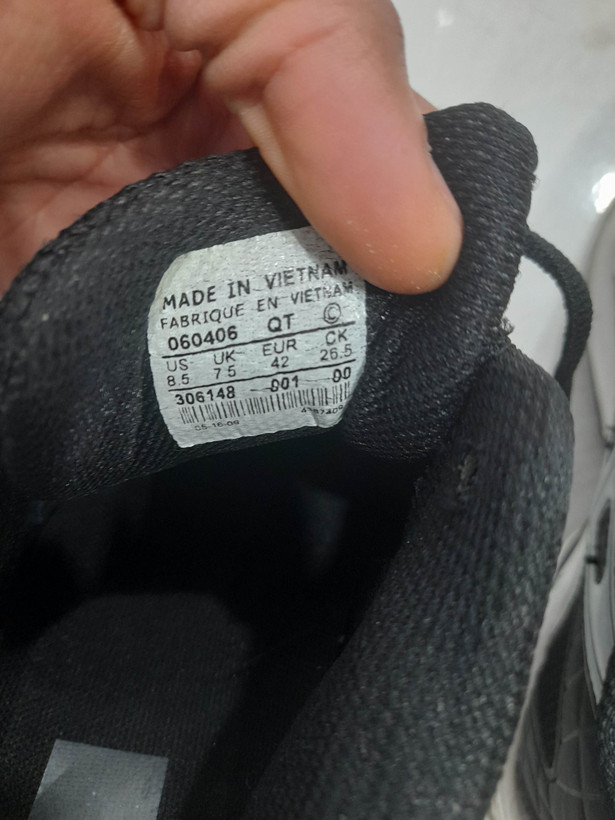 MADE IN VIETNAM
FABRIQUE EN VIETNAM
060406 QT ©
US UK EUR CK
8.5 7.5 42 26.5
306148 001 00